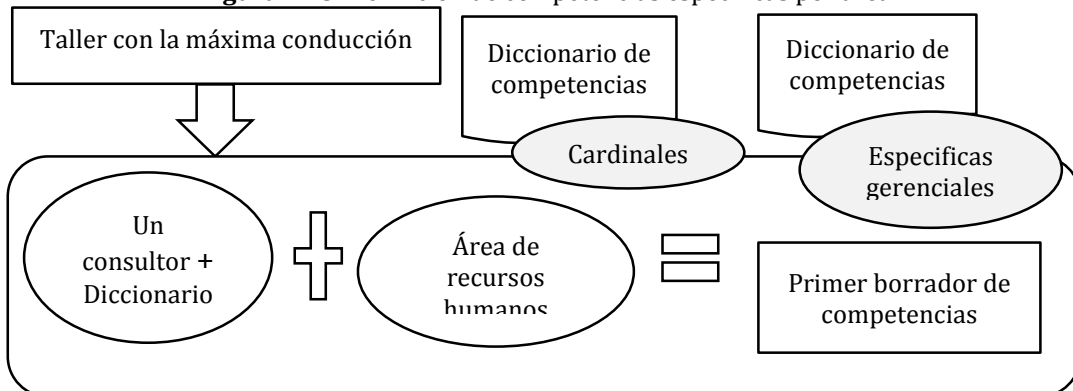 Taller con la máxima conducción
Diccionario de
competencias
Diccionario de
competencias
Cardinales
Especificas
gerenciales
Un
consultor +
Diccionario
Área de
recursos
humanos
Primer borrador de
competencias